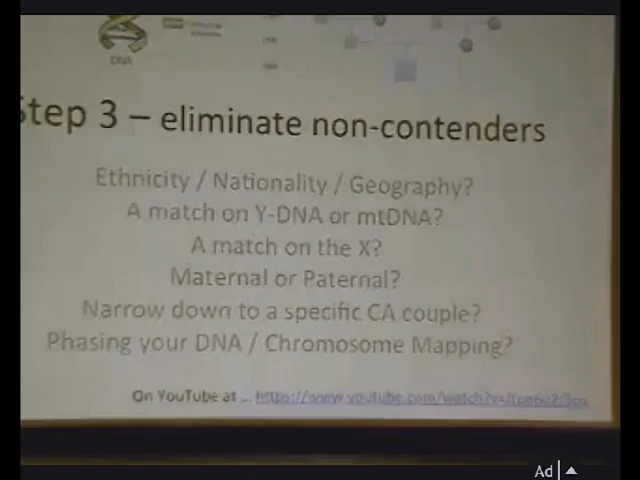 DNA
Step 3 – eliminate non-contenders
Ethnicity / Nationality / Geography?
A match on Y-DNA or mtDNA?
A match on the X?
Maternal or Paternal?
Narrow down to a specific CA couple?
Phasing your DNA / Chromosome Mapping?
On YouTube at ...
Ad